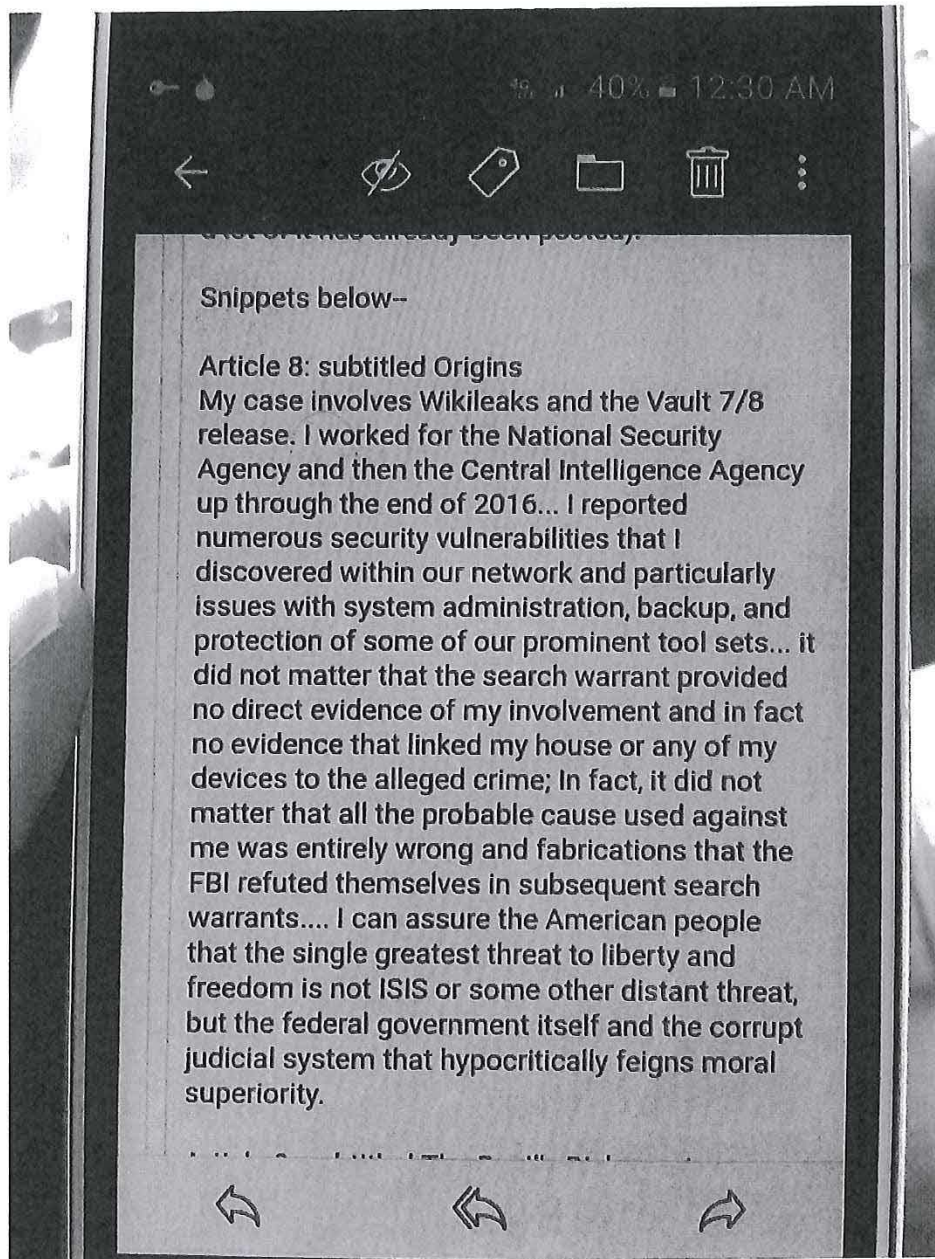 40% 12:30 AM
a lot of it has already been posted).
Snippets below--
Article 8: subtitled Origins
My case involves Wikileaks and the Vault 7/8
release. I worked for the National Security
Agency and then the Central Intelligence Agency
up through the end of 2016... I reported
numerous security vulnerabilities that I
discovered within our network and particularly
issues with system administration, backup, and
protection of some of our prominent tool sets... it
did not matter that the search warrant provided
no direct evidence of my involvement and in fact
no evidence that linked my house or any of my
devices to the alleged crime; In fact, it did not
matter that all the probable cause used against
me was entirely wrong and fabrications that the
FBI refuted themselves in subsequent search
warrants.... I can assure the American people
that the single greatest threat to liberty and
freedom is not ISIS or some other distant threat,
but the federal government itself and the corrupt
judicial system that hypocritically feigns moral
superiority.